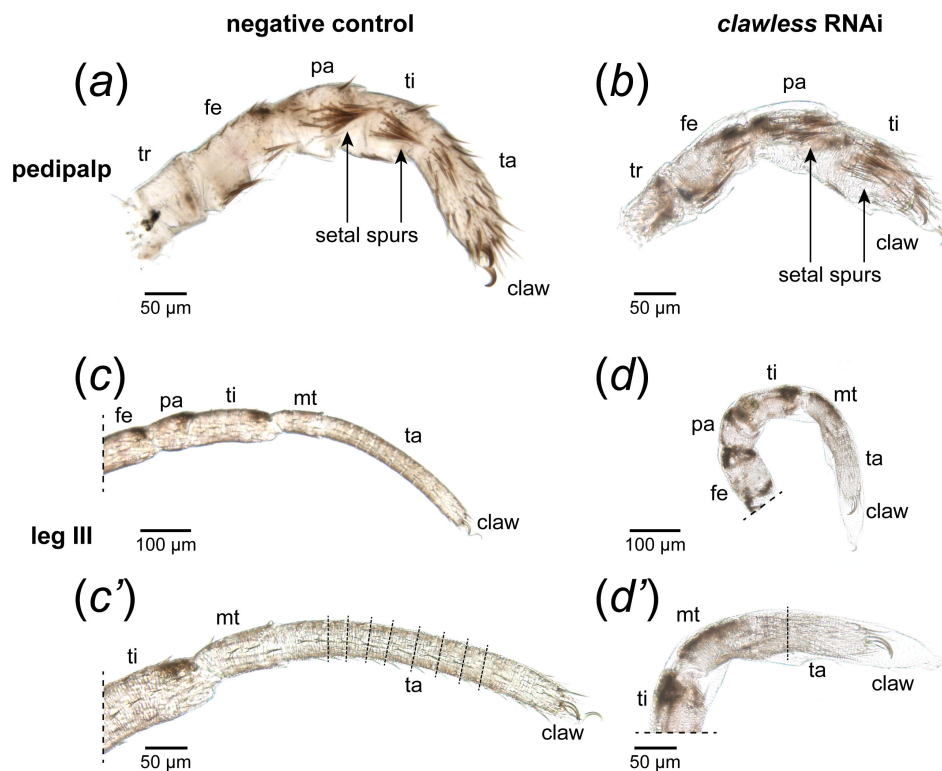 negative control
clawless RNAi
(a)
pa
ti
fe
tr
ta
pedipalp
setal spurs
claw
50 µm
(b)
pa
fe
ti
tr
claw
setal spurs
50 µm
(c)
fe
pa
ti
mt
ta
claw
100 µm
leg III
(d)
ti
mt
pa
ta
fe
claw
100 µm
(c’)
mt
ti
ta
claw
50 µm
(d’)
mt
ta
ti
claw
50 µm